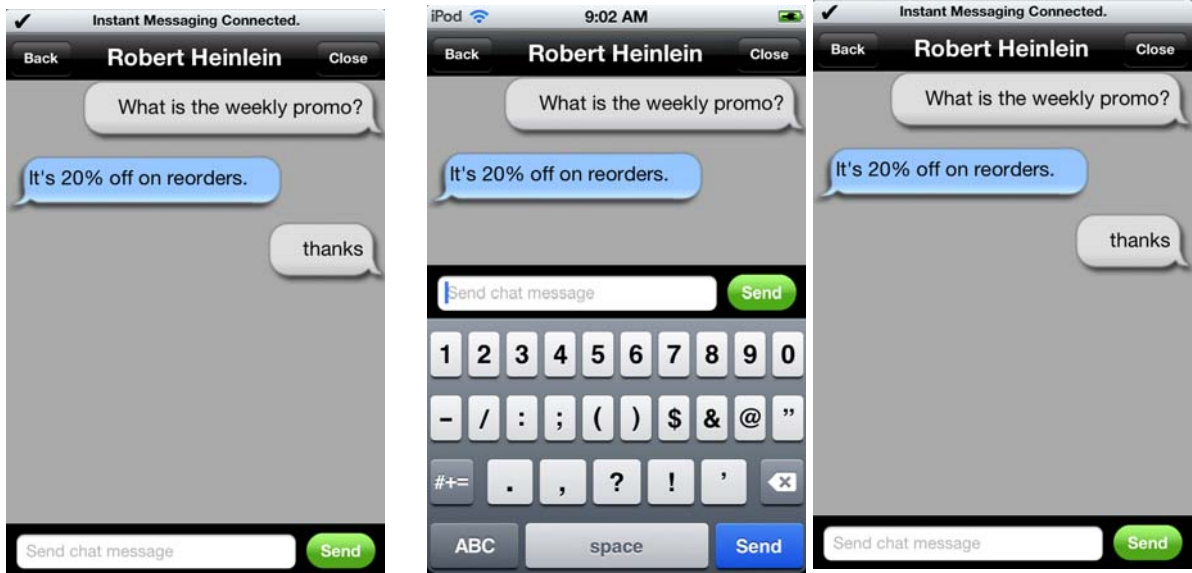 Instant Messaging Connected.
Back Robert Heinlein Close
What is the weekly promo?
It's 20% off on reorders.
thanks
Send chat message Send
iPod 9:02 AM
Back Robert Heinlein Close
What is the weekly promo?
It's 20% off on reorders.
Send chat message Send
1 2 3 4 5 6 7 8 9 0
- / : ; ( ) $ & @ ”
#+= . , ? ! ’
ABC space Send
Instant Messaging Connected.
Back Robert Heinlein Close
What is the weekly promo?
It's 20% off on reorders.
thanks
Send chat message Send